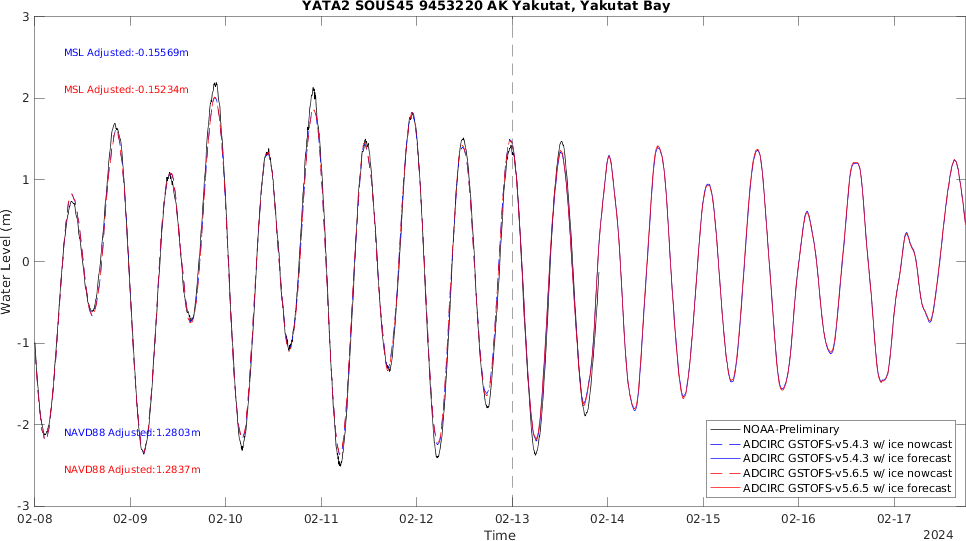 YATA2 SOUS45 9453220 AK Yakutat, Yakutat Bay
3
2
1
0
-1
-2
-3
Water Level (m)
MSL Adjusted:-0.15569m
MSL Adjusted:-0.15234m
NAVD88 Adjusted:1.2803m
NAVD88 Adjusted:1.2837m
NOAA-Preliminary
ADCIRC GSTOFS-v5.4.3 w/ ice nowcast
ADCIRC GSTOFS-v5.4.3 w/ ice forecast
ADCIRC GSTOFS-v5.6.5 w/ ice nowcast
ADCIRC GSTOFS-v5.6.5 w/ ice forecast
02-08 02-09 02-10 02-11 02-12 02-13 02-14 02-15 02-16 02-17
Time
2024